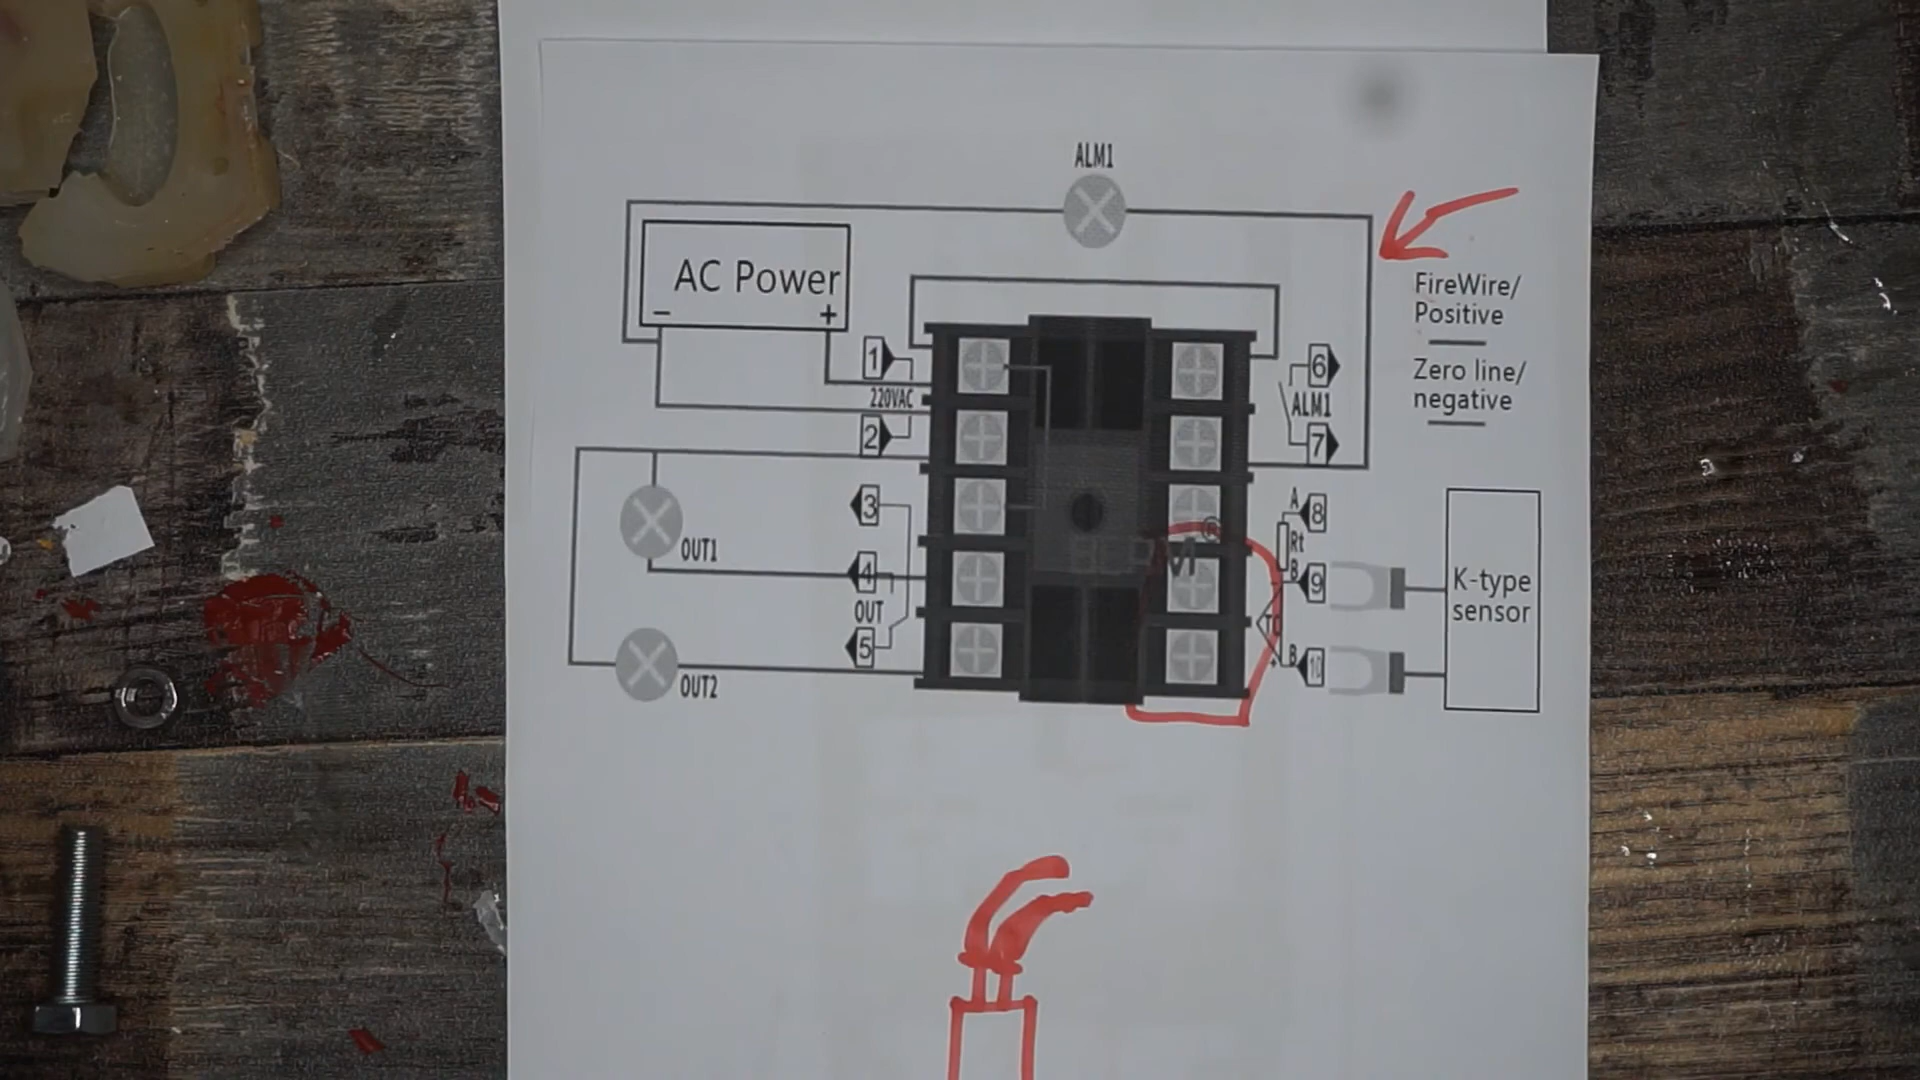 ALM1
AC Power
- +
1
220VAC
2
3
4
OUT
5
OUT1
OUT2
6
ALM1
7
A 8
Rt
B 9
B 10
FireWire/
Positive
Zero line/
negative
K-type
sensor